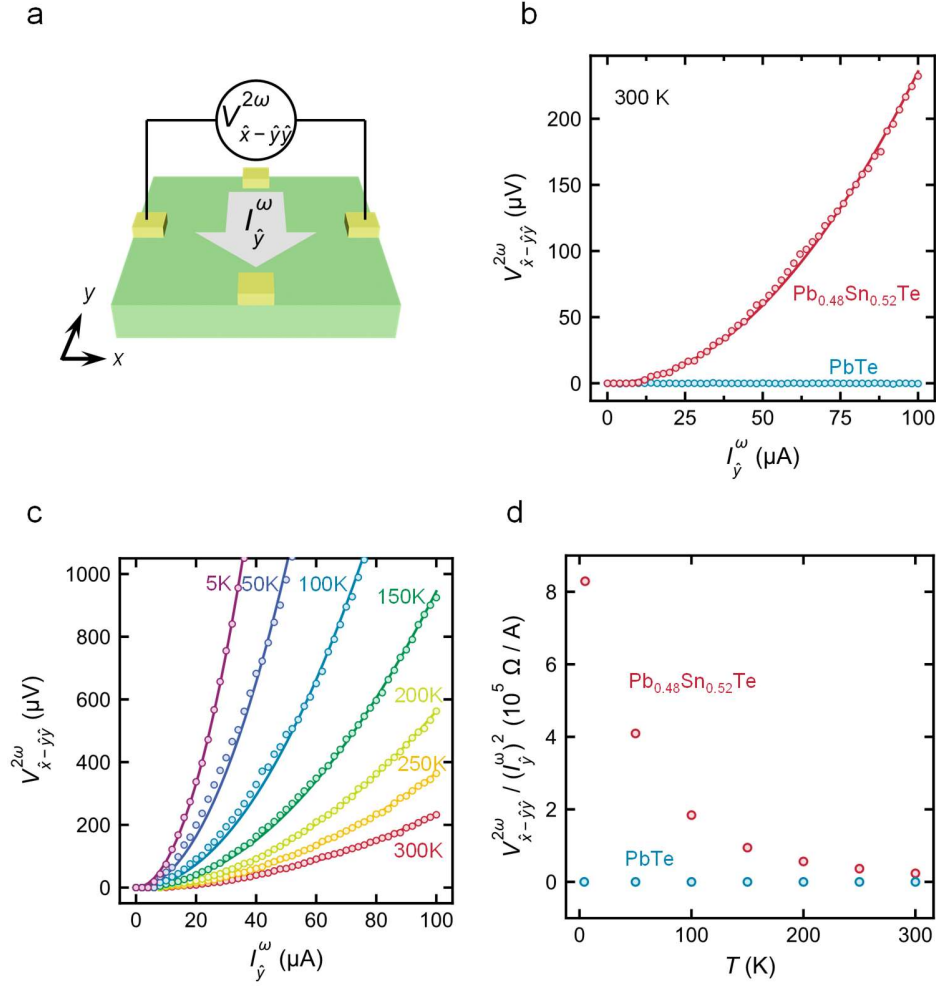 a
V^{2ω}_{x̂−ŷŷ}
I^ω_ŷ
y
x
b
300 K
V^{2ω}_{x̂−ŷŷ} (μV)
200
150
100
50
0
Pb₀.₄₈Sn₀.₅₂Te
PbTe
0 25 50 75 100
I^ω_ŷ (μA)
c
V^{2ω}_{x̂−ŷŷ} (μV)
1000
800
600
400
200
0
5K 50K 100K 150K
200K
250K
300K
0 20 40 60 80 100
I^ω_ŷ (μA)
d
V^{2ω}_{x̂−ŷŷ} / (I^ω_ŷ)² (10⁵ Ω / A)
8
6
4
2
0
Pb₀.₄₈Sn₀.₅₂Te
PbTe
0 100 200 300
T (K)